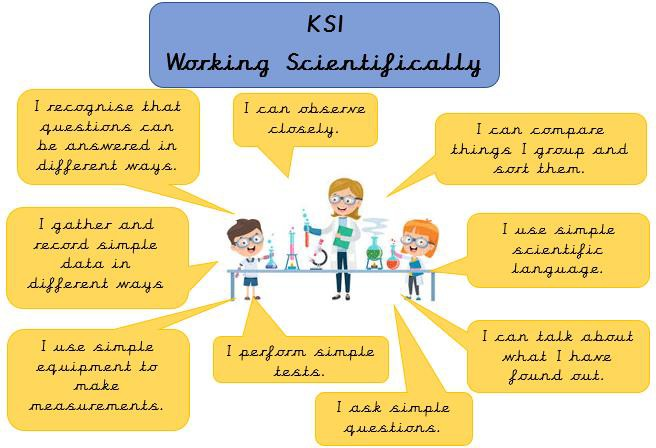 KS1
Working Scientifically
I recognise that
questions can
be answered in
different ways.
I can observe
closely.
I can compare
things I group and
sort them.
I gather and
record simple
data in
different ways
I use simple
scientific
language.
I use simple
equipment to
make
measurements.
I perform simple
tests.
I can talk about
what I have
found out.
I ask simple
questions.